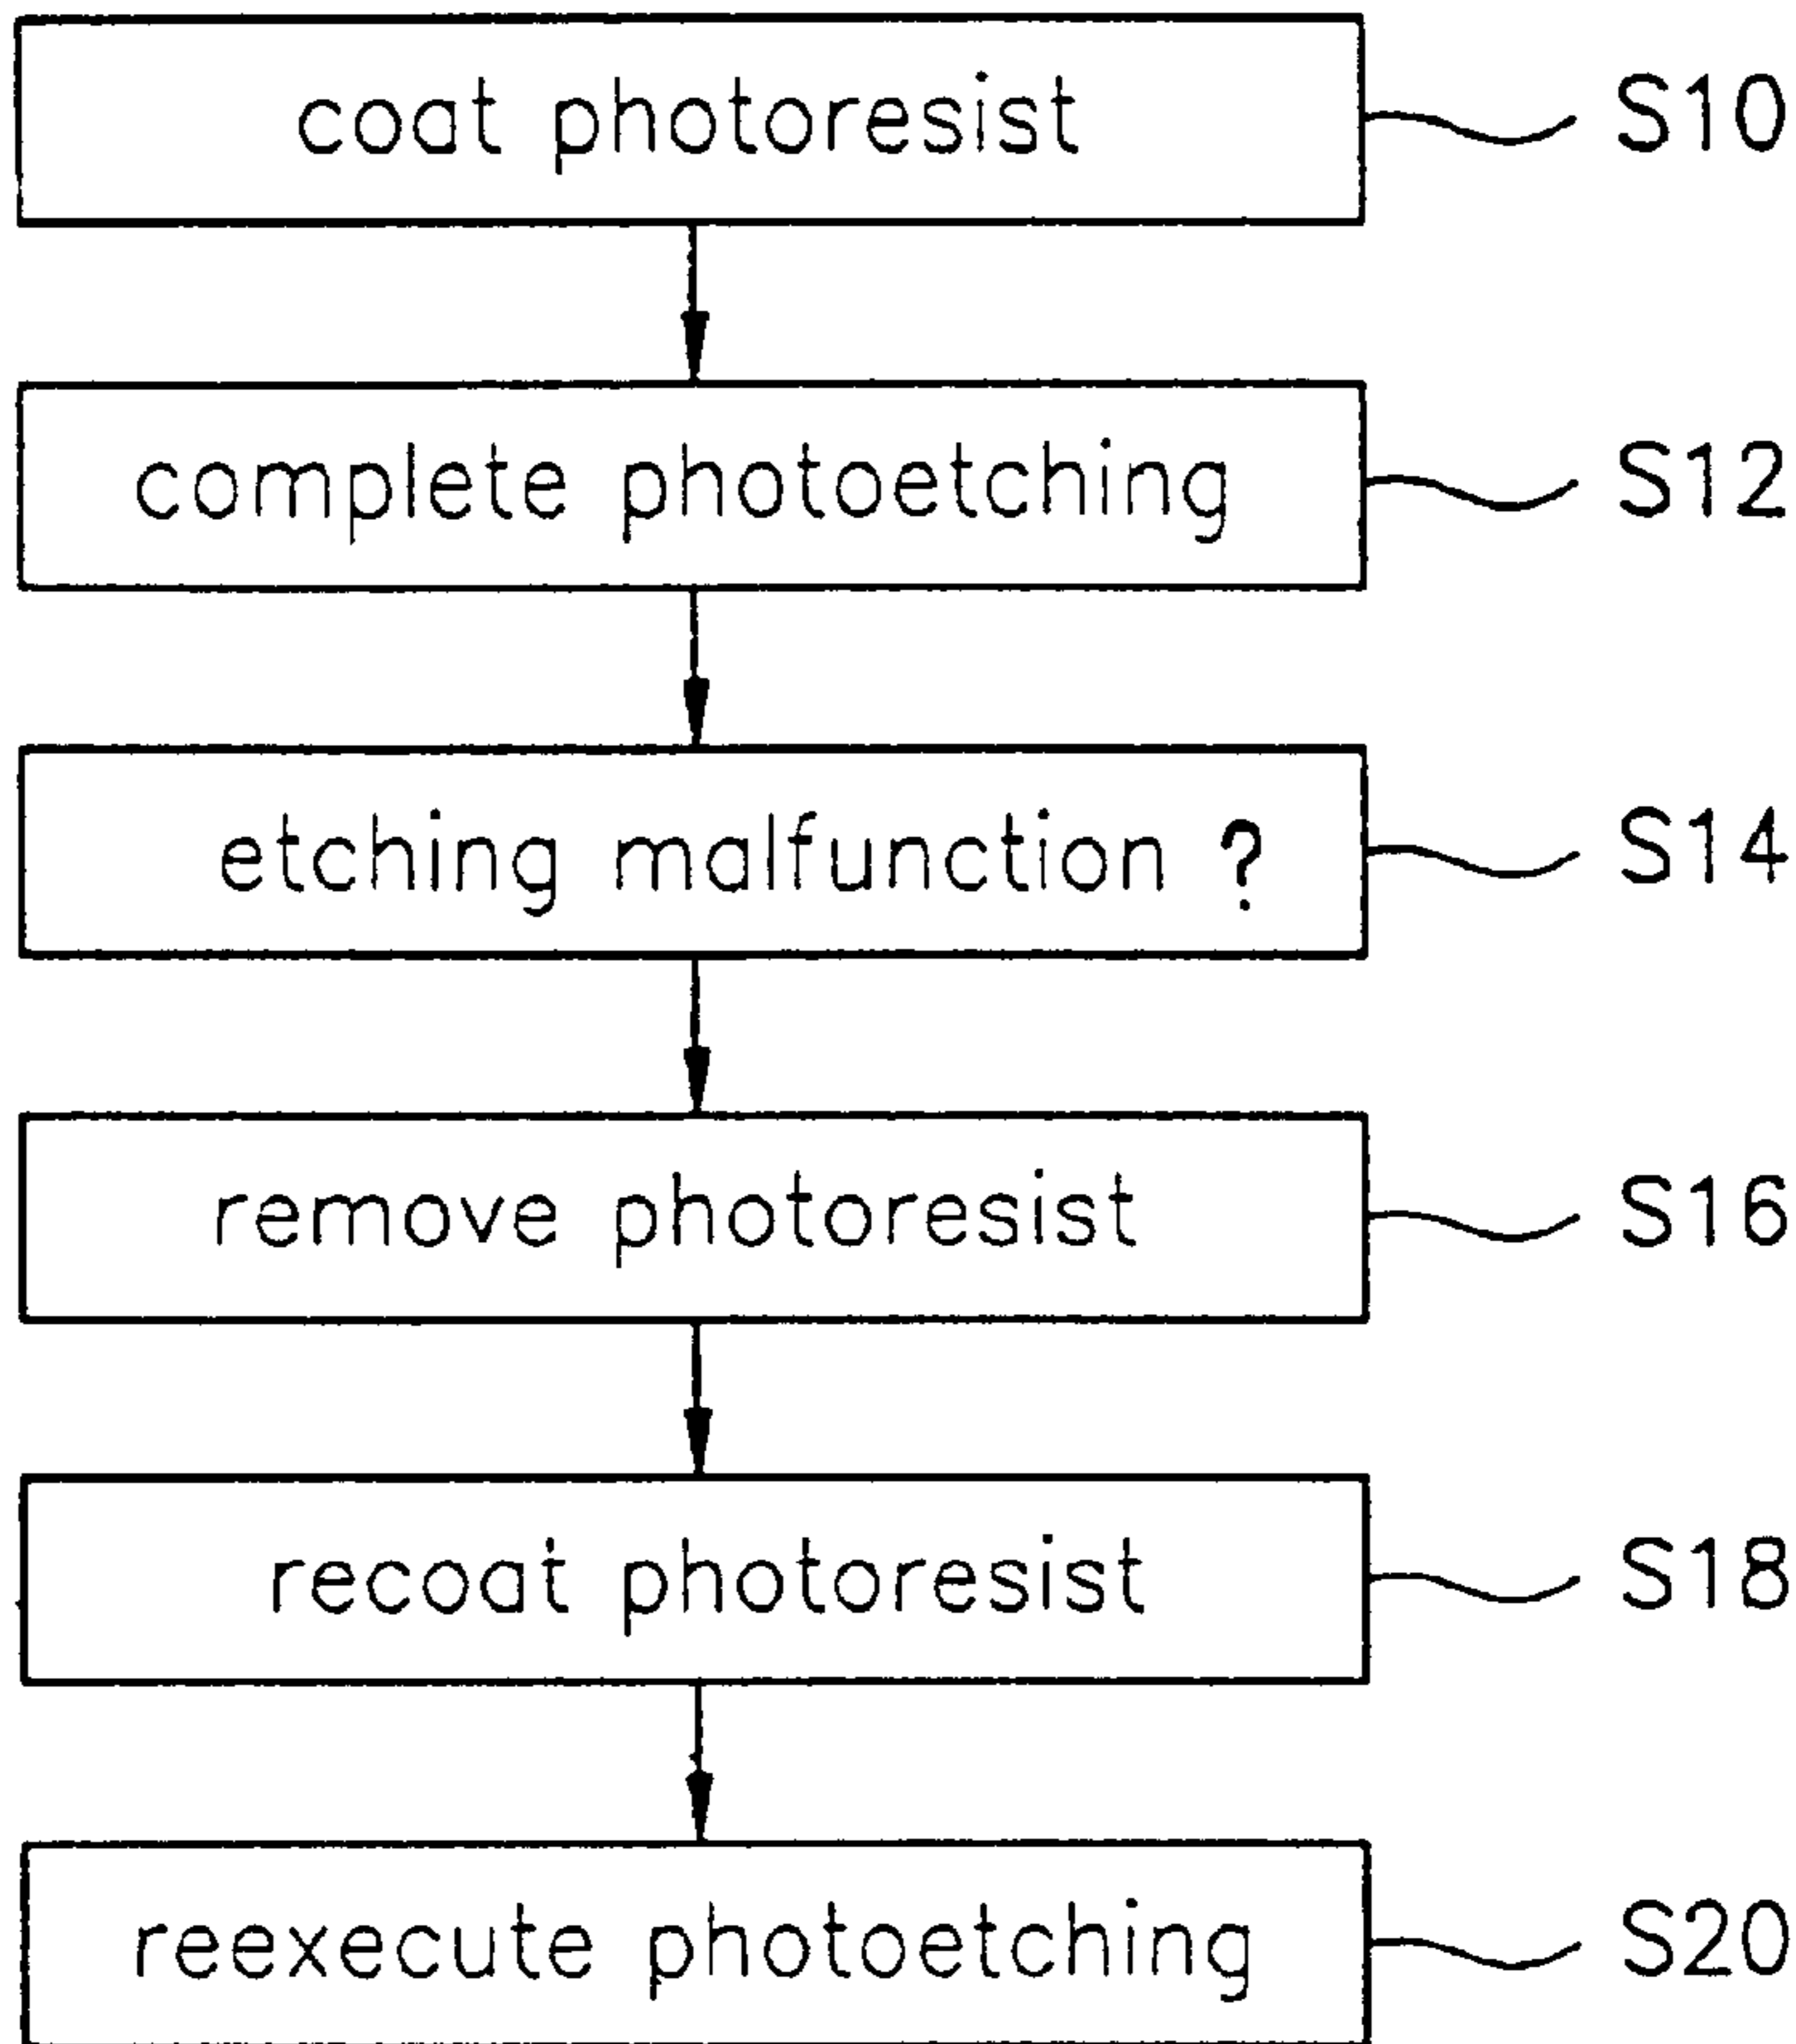 coat photoresist S10
complete photoetching S12
etching malfunction ? S14
remove photoresist S16
recoat photoresist S18
reexecute photoetching S20